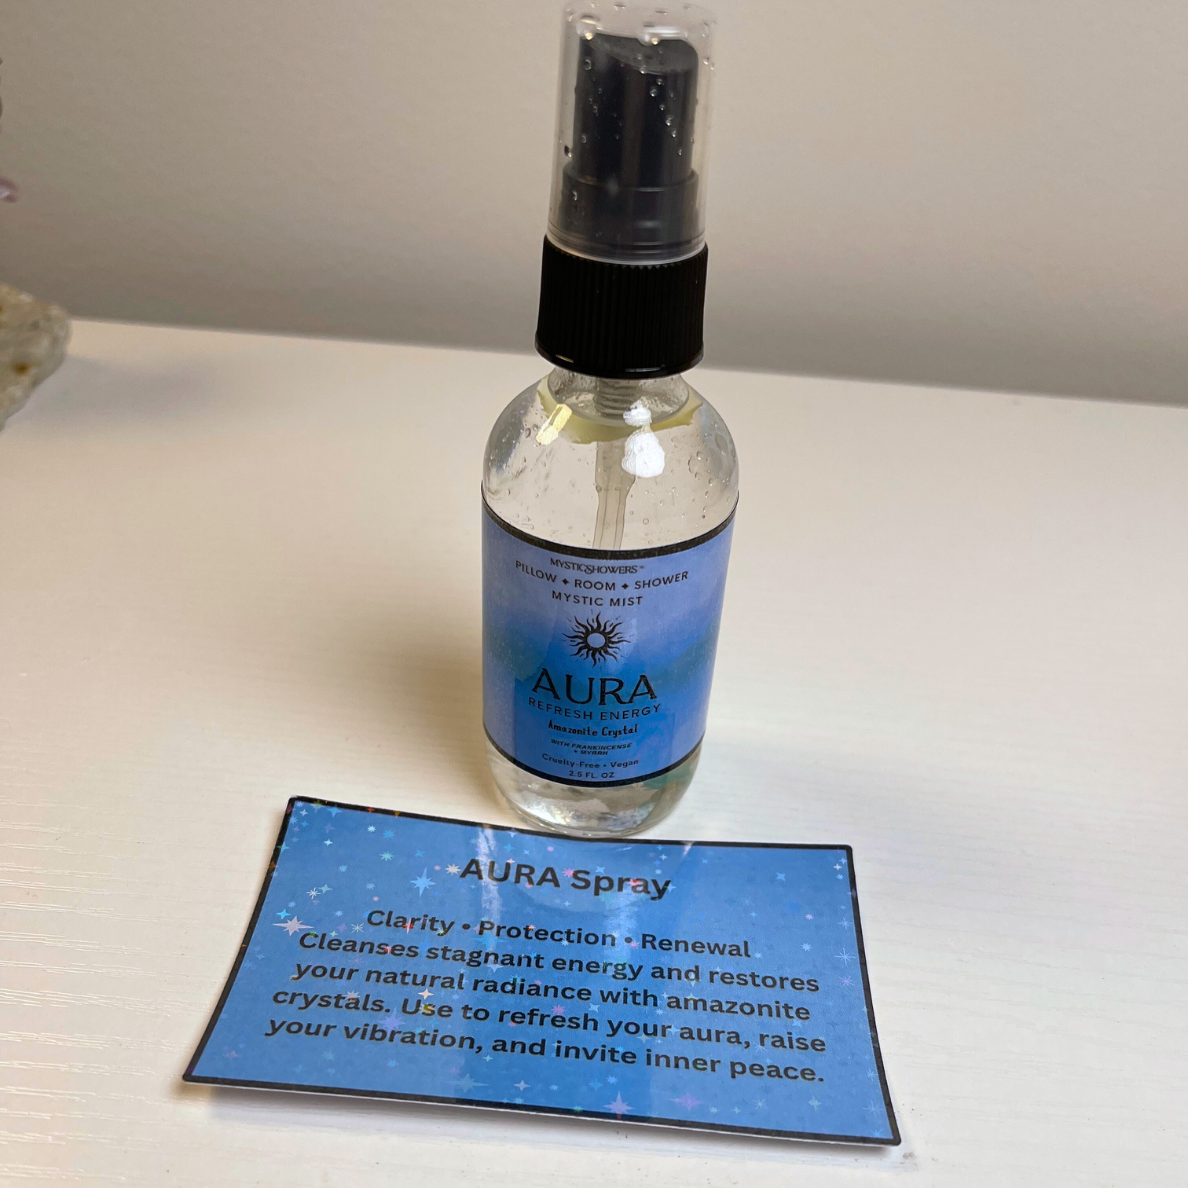 MYSTICSHOWERS™
PILLOW ✦ ROOM ✦ SHOWER
MYSTIC MIST
AURA
REFRESH ENERGY
Amazonite Crystal
WITH FRANKINCENSE
+ MYRRH
Cruelty-Free • Vegan
2.5 FL. OZ
AURA Spray
Clarity • Protection • Renewal
Cleanses stagnant energy and restores
your natural radiance with amazonite
crystals. Use to refresh your aura, raise
your vibration, and invite inner peace.